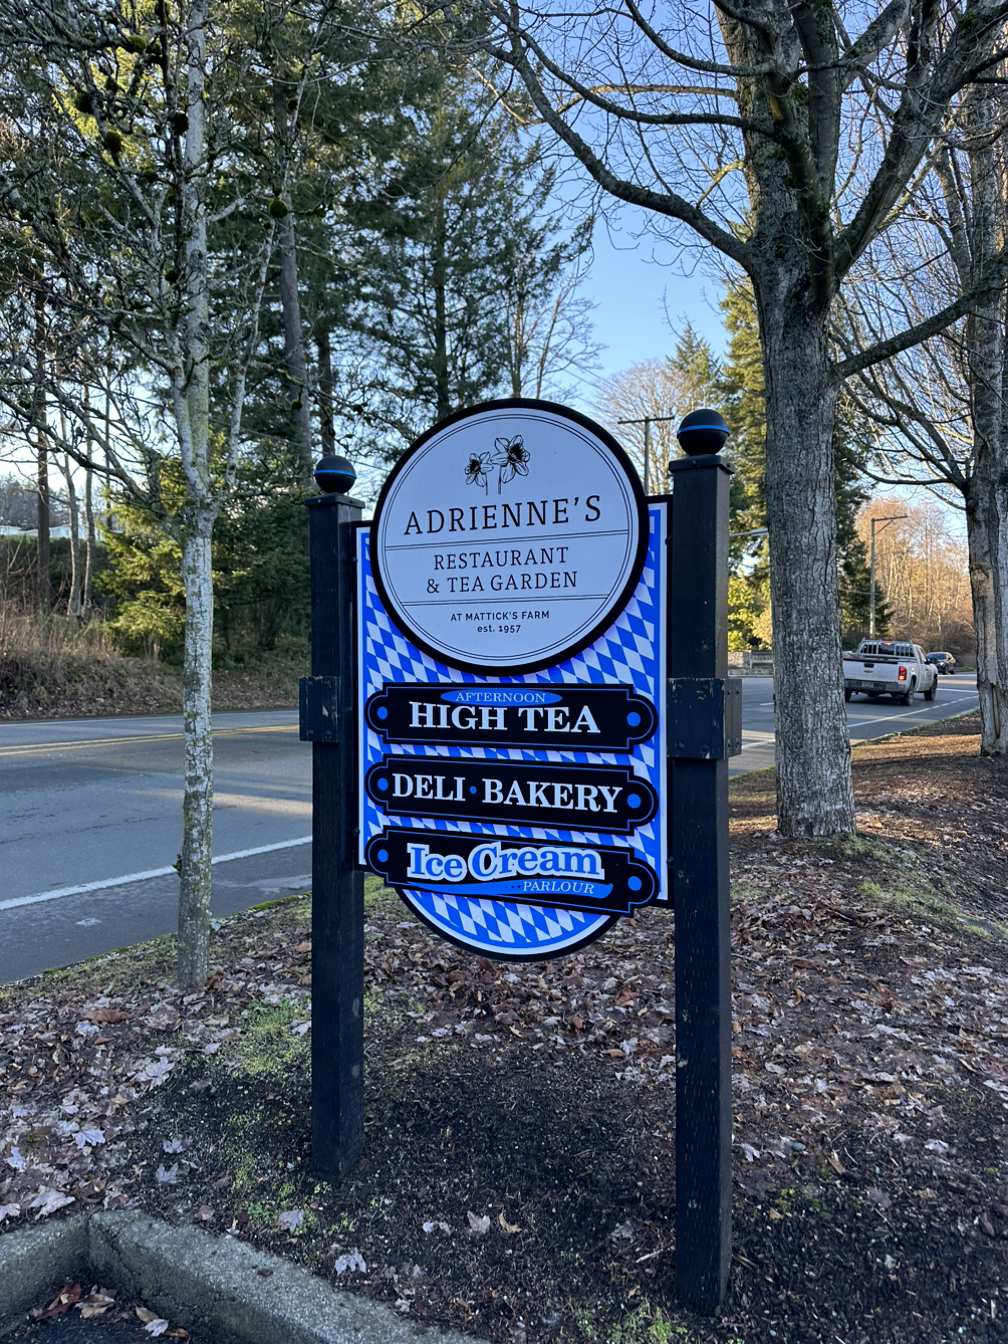 ADRIENNE'S
RESTAURANT
& TEA GARDEN
AT MATTICK'S FARM
est. 1957
AFTERNOON
HIGH TEA
DELI • BAKERY
Ice Cream
PARLOUR